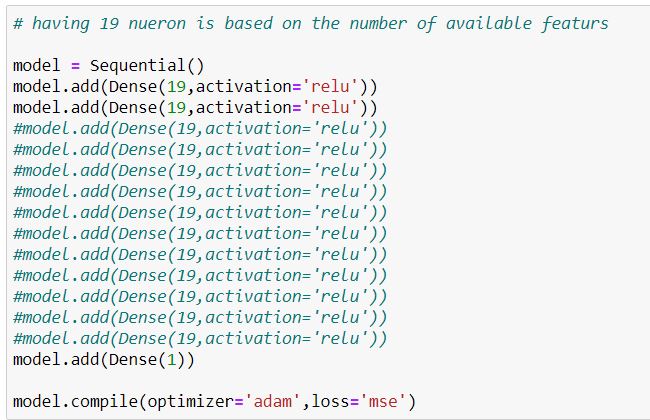 # having 19 nueron is based on the number of available featurs
model = Sequential()
model.add(Dense(19,activation='relu'))
model.add(Dense(19,activation='relu'))
#model.add(Dense(19,activation='relu'))
#model.add(Dense(19,activation='relu'))
#model.add(Dense(19,activation='relu'))
#model.add(Dense(19,activation='relu'))
#model.add(Dense(19,activation='relu'))
#model.add(Dense(19,activation='relu'))
#model.add(Dense(19,activation='relu'))
#model.add(Dense(19,activation='relu'))
#model.add(Dense(19,activation='relu'))
#model.add(Dense(19,activation='relu'))
#model.add(Dense(19,activation='relu'))
model.add(Dense(1))
model.compile(optimizer='adam',loss='mse')